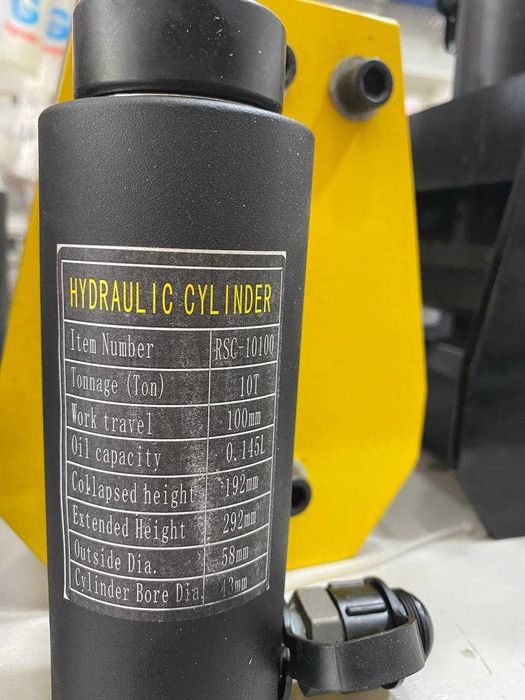 G
G
HYDRAULIC CYLINDER
Item Number RSC-10100
Tonnage (Ton) 10T
Work travel 100mm
Oil capacity 0.145L
Coklapsed height 192mm
Extended Height 292mm
Outside Dia. 58mm
Cylinder Bore Dia. 43mm